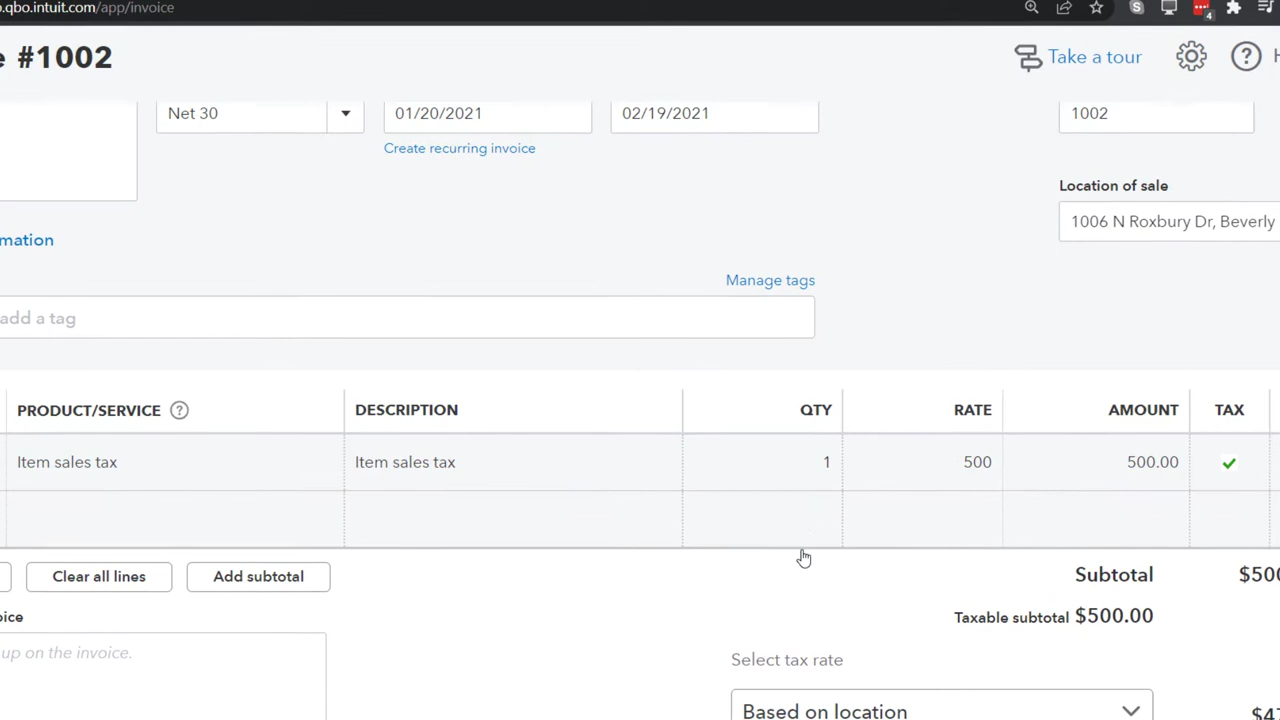 .qbo.intuit.com/app/invoice
4
#1002
Take a tour
?
Net 30
01/20/2021
02/19/2021
1002
Create recurring invoice
Location of sale
1006 N Roxbury Dr, Beverly
mation
Manage tags
add a tag
PRODUCT/SERVICE ? DESCRIPTION QTY RATE AMOUNT TAX
Item sales tax Item sales tax 1 500 500.00
Clear all lines Add subtotal
Subtotal $500
Taxable subtotal $500.00
oice
up on the invoice.
Select tax rate
Based on location